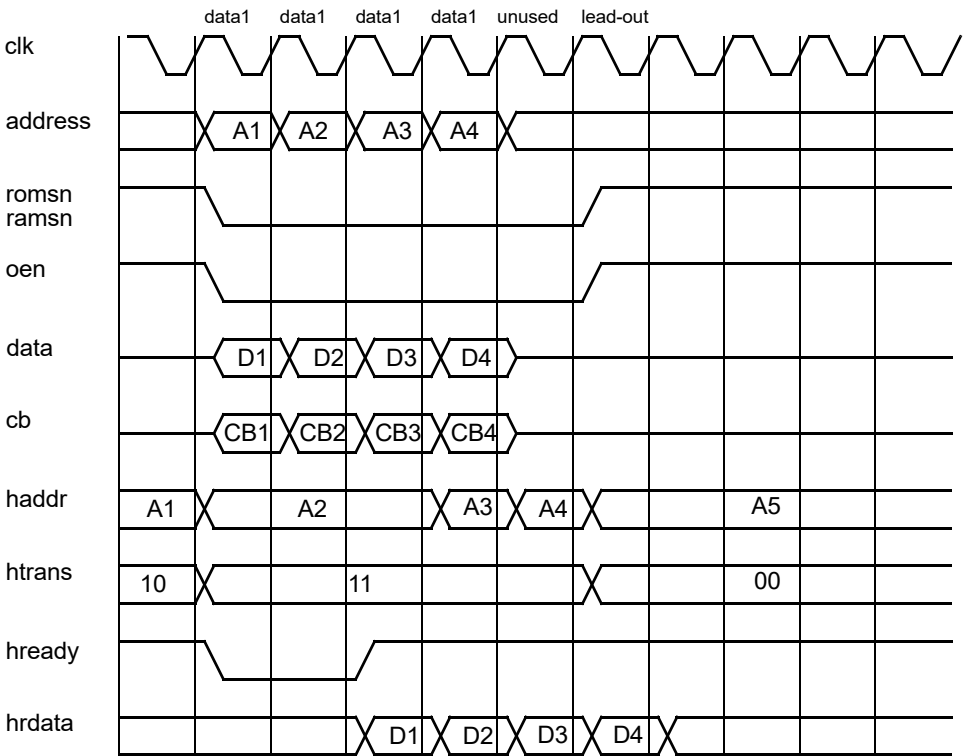 data1 data1 data1 data1 unused lead-out
clk
address A1 A2 A3 A4
romsn
ramsn
oen
data D1 D2 D3 D4
cb CB1 CB2 CB3 CB4
haddr A1 A2 A3 A4 A5
htrans 10 11 00
hready
hrdata D1 D2 D3 D4